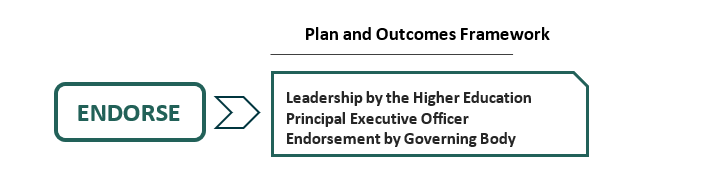 Plan and Outcomes Framework
ENDORSE
Leadership by the Higher Education
Principal Executive Officer
Endorsement by Governing Body